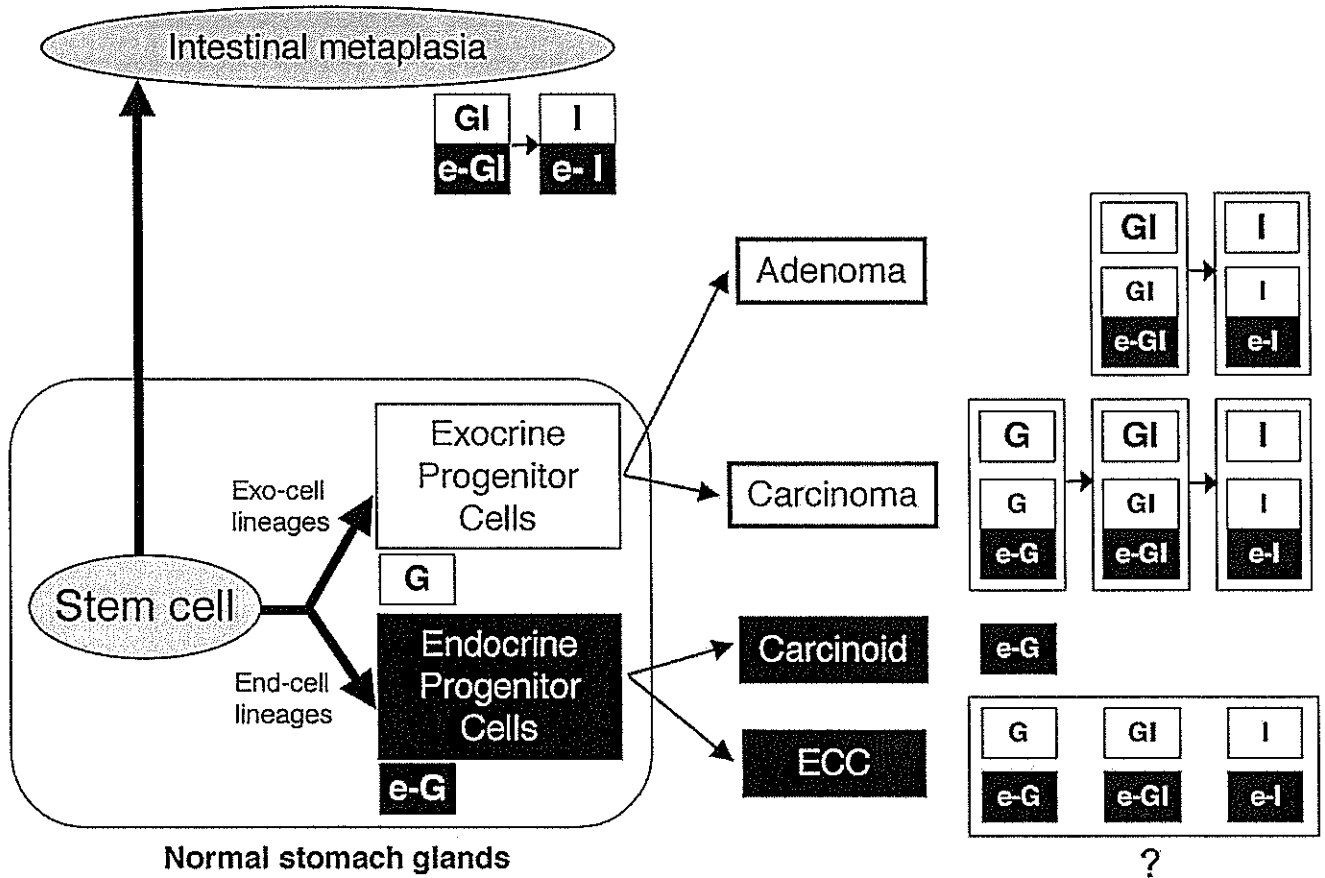 Intestinal metaplasia
GI
I
e-GI
e- I
Adenoma
GI
I
GI
I
e-GI
e-I
Exocrine
Progenitor
Cells
Exo-cell
lineages
G
Carcinoma
G
GI
I
G
GI
I
e-G
e-GI
e-I
Stem cell
End-cell
lineages
Endocrine
Progenitor
Cells
e-G
Carcinoid
e-G
ECC
G
GI
I
e-G
e-GI
e-I
Normal stomach glands
?